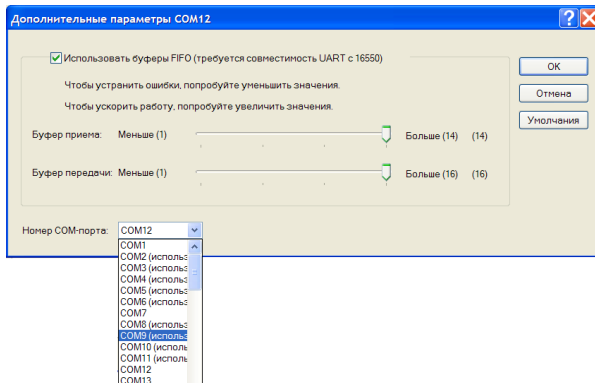 Дополнительные параметры COM12
Использовать буферы FIFO (требуется совместимость UART с 16550)
OK
Чтобы устранить ошибки, попробуйте уменьшить значения.
Отмена
Чтобы ускорить работу, попробуйте увеличить значения.
Умолчания
Буфер приема: Меньше (1) Больше (14) (14)
Буфер передачи: Меньше (1) Больше (16) (16)
Номер COM-порта: COM12
COM1
COM2 (использ
COM3 (использ
COM4 (использ
COM5 (использ
COM6 (использ
COM7
COM8 (использ
COM9 (использ
COM10 (исполь
COM11 (исполь
COM12
COM13